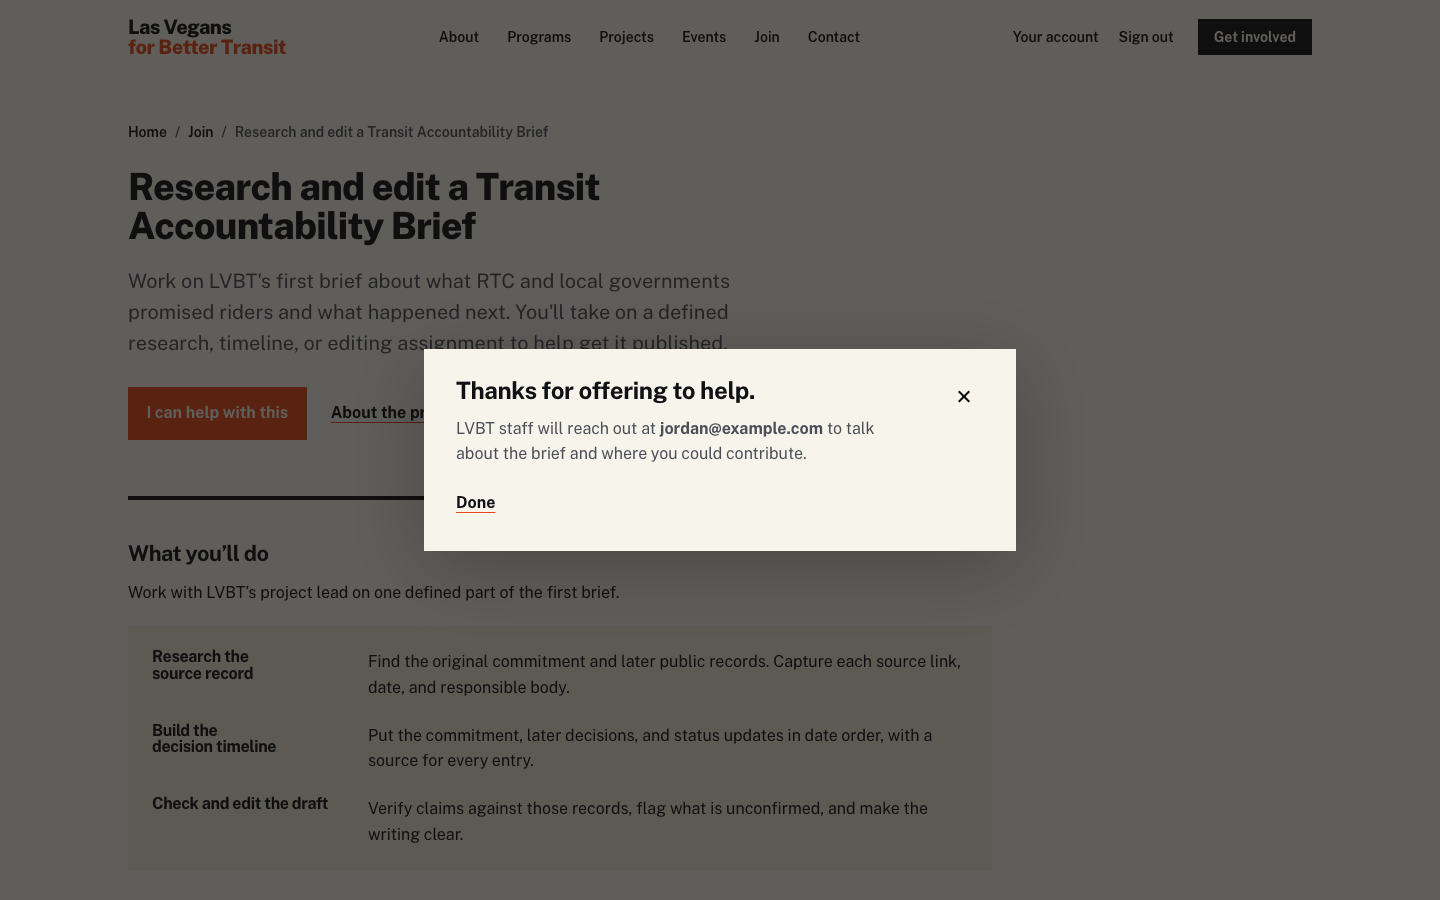 Las Vegans
for Better Transit
About Programs Projects Events Join Contact
Your account Sign out Get involved
Home / Join / Research and edit a Transit Accountability Brief
Research and edit a Transit
Accountability Brief
Work on LVBT's first brief about what RTC and local governments
promised riders and what happened next. You'll take on a defined
research, timeline, or editing assignment to help get it published.
I can help with this
About the pr
Thanks for offering to help.
LVBT staff will reach out at jordan@example.com to talk
about the brief and where you could contribute.
Done
What you’ll do
Work with LVBT’s project lead on one defined part of the first brief.
Research the
source record
Find the original commitment and later public records. Capture each source link,
date, and responsible body.
Build the
decision timeline
Put the commitment, later decisions, and status updates in date order, with a
source for every entry.
Check and edit the draft
Verify claims against those records, flag what is unconfirmed, and make the
writing clear.